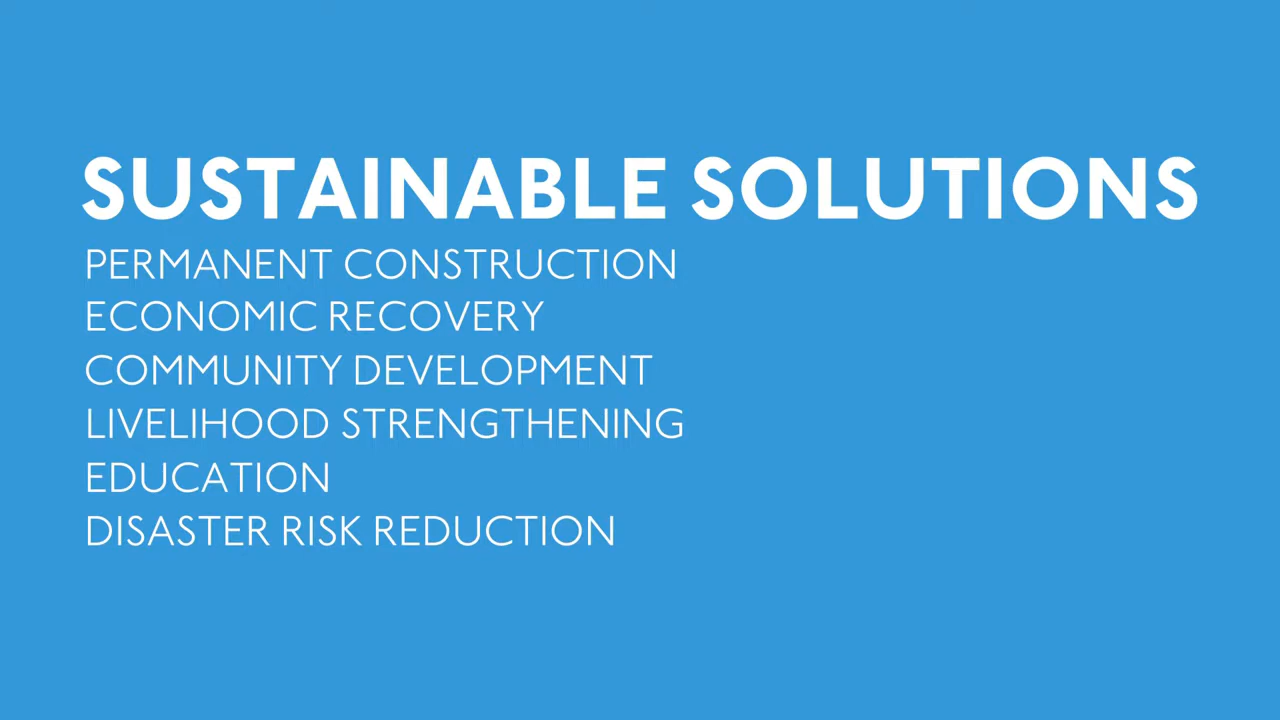 SUSTAINABLE SOLUTIONS
PERMANENT CONSTRUCTION
ECONOMIC RECOVERY
COMMUNITY DEVELOPMENT
LIVELIHOOD STRENGTHENING
EDUCATION
DISASTER RISK REDUCTION